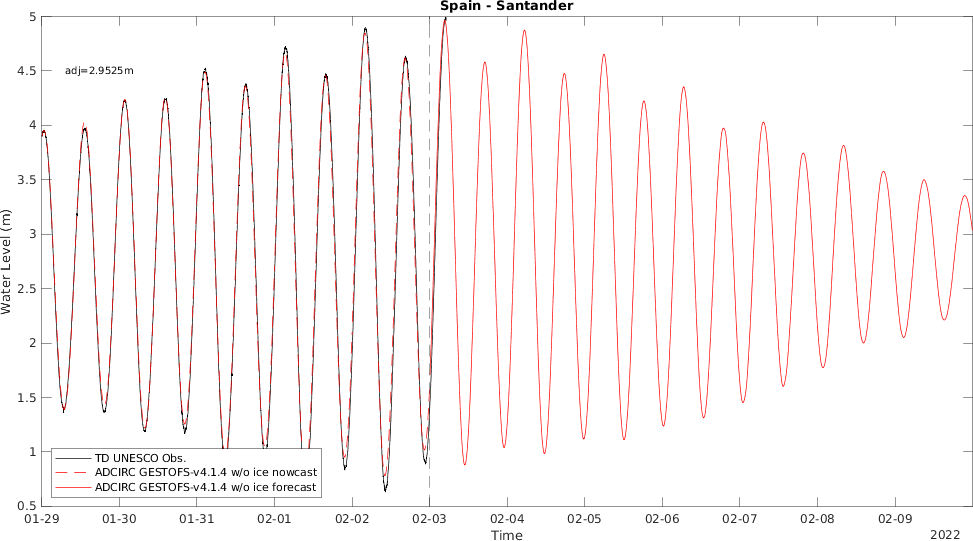 Spain - Santander
adj=2.9525m
Water Level (m)
5
4.5
4
3.5
3
2.5
2
1.5
1
0.5
TD UNESCO Obs.
ADCIRC GESTOFS-v4.1.4 w/o ice nowcast
ADCIRC GESTOFS-v4.1.4 w/o ice forecast
01-29 01-30 01-31 02-01 02-02 02-03 02-04 02-05 02-06 02-07 02-08 02-09
Time
2022